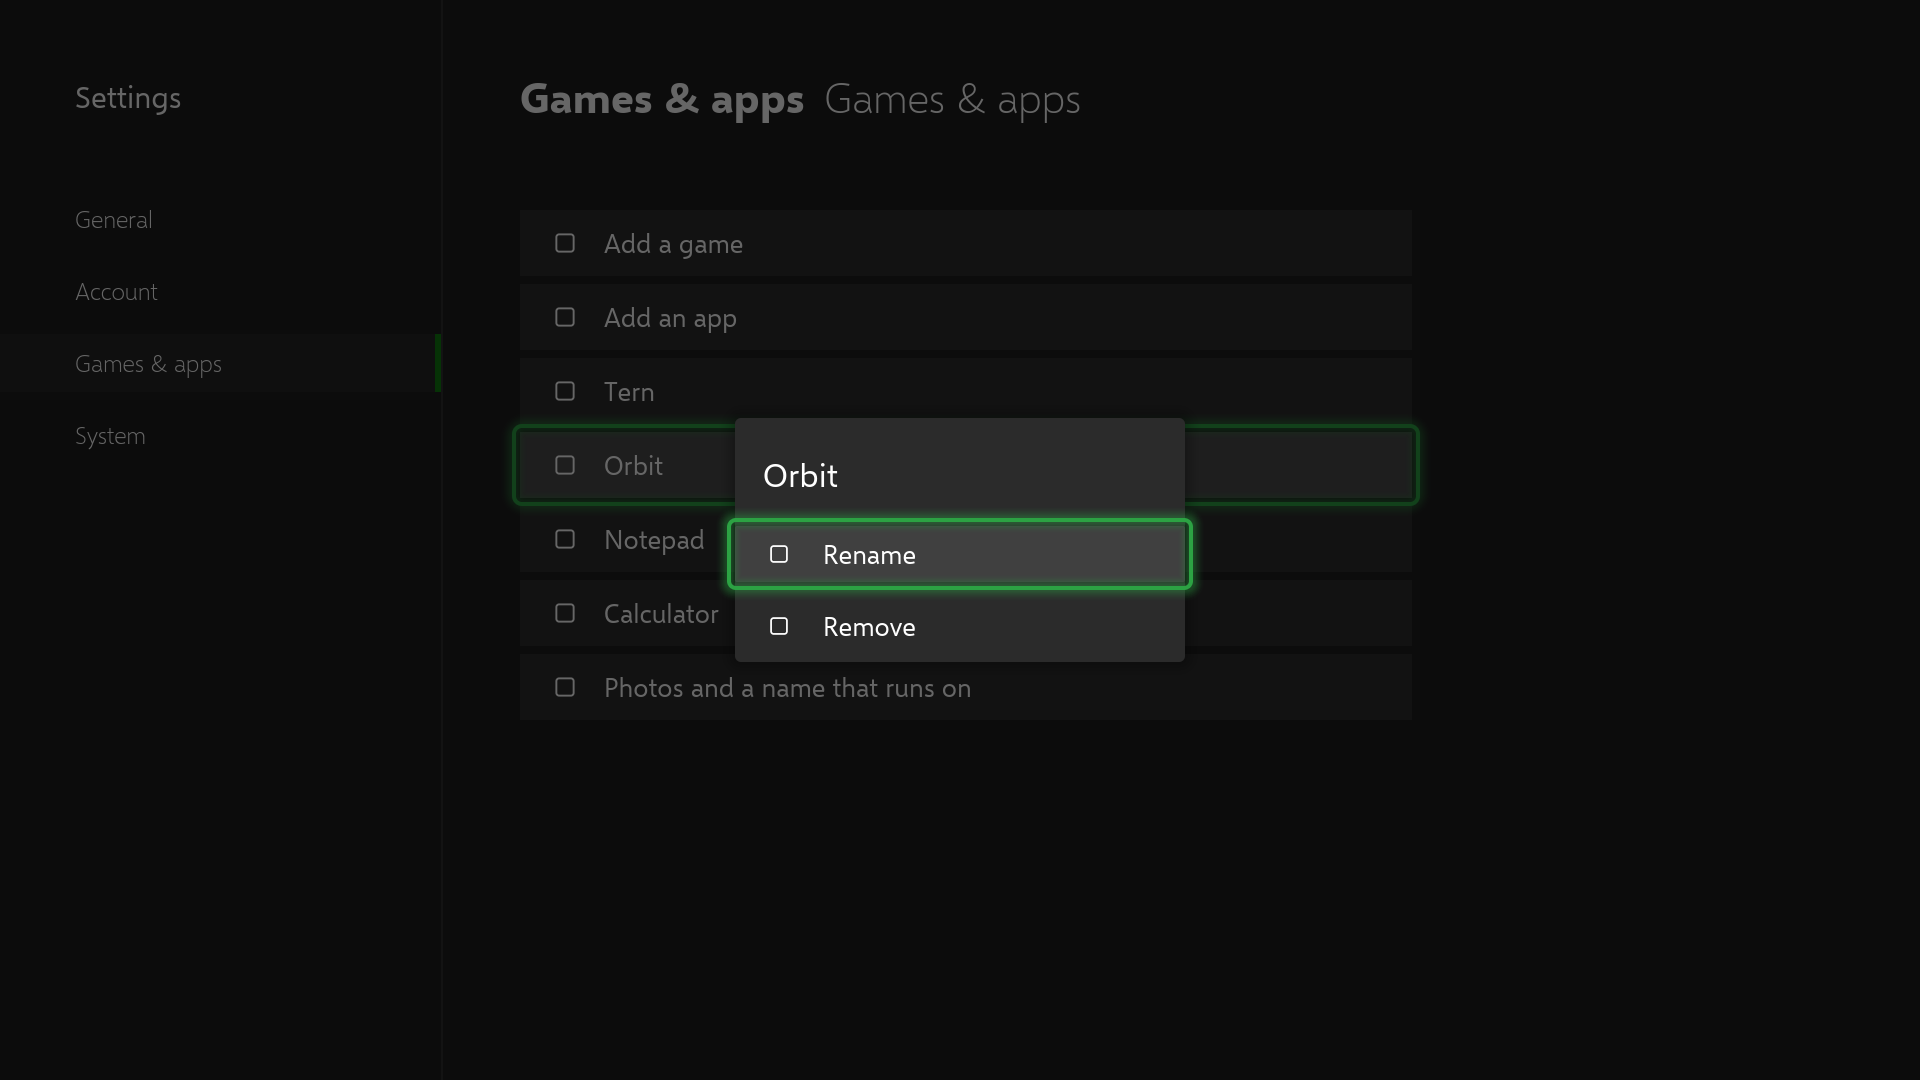 Settings
General
Account
Games & apps
System
Games & apps Games & apps
Add a game
Add an app
Tern
Orbit
Notepad
Calculator
Photos and a name that runs on
Orbit
Rename
Remove